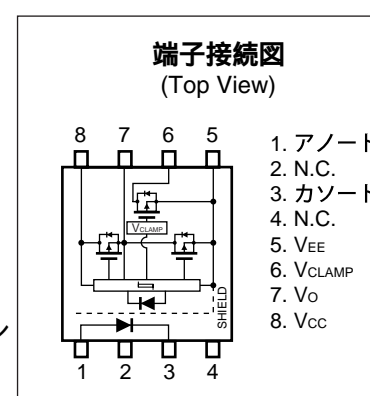 端子接続図
(Top View)
8 7 6 5
VCLAMP
SHIELD
1 2 3 4
1. アノード
2. N.C.
3. カソード
4. N.C.
5. VEE
6. VCLAMP
7. VO
8. VCC